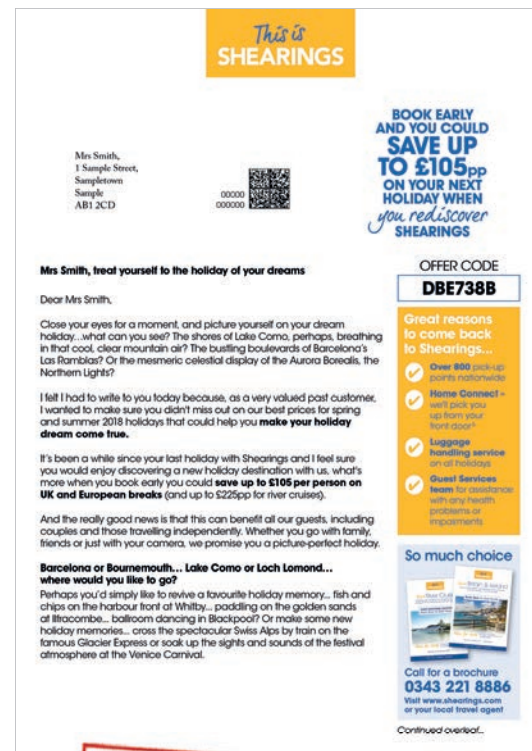 This is
SHEARINGS
BOOK EARLY
AND YOU COULD
SAVE UP
TO £105pp
ON YOUR NEXT
HOLIDAY WHEN
you rediscover
SHEARINGS
Mrs Smith,
1 Sample Street,
Sampletown
Sample
AB1 2CD
00000
000000
OFFER CODE
DBE738B
Mrs Smith, treat yourself to the holiday of your dreams
Dear Mrs Smith,
Close your eyes for a moment, and picture yourself on your dream
holiday...what can you see? The shores of Lake Como, perhaps, breathing
in that cool, clear mountain air? The bustling boulevards of Barcelona's
Las Ramblas? Or the mesmeric celestial display of the Aurora Borealis, the
Northern Lights?
I felt I had to write to you today because, as a very valued past customer,
I wanted to make sure you didn't miss out on our best prices for spring
and summer 2018 holidays that could help you make your holiday
dream come true.
It's been a while since your last holiday with Shearings and I feel sure
you would enjoy discovering a new holiday destination with us, what's
more when you book early you could save up to £105 per person on
UK and European breaks (and up to £225pp for river cruises).
And the really good news is that this can benefit all our guests, including
couples and those travelling independently. Whether you go with family,
friends or just with your camera, we promise you a picture-perfect holiday.
Barcelona or Bournemouth... Lake Como or Loch Lomond...
where would you like to go?
Perhaps you'd simply like to revive a favourite holiday memory... fish and
chips on the harbour front at Whitby... paddling on the golden sands
at Ilfracombe... ballroom dancing in Blackpool? Or make some new
holiday memories... cross the spectacular Swiss Alps by train on the
famous Glacier Express or soak up the sights and sounds of the festival
atmosphere at the Venice Carnival.
Great reasons
to come back
to Shearings...
Over 800 pick-up
points nationwide
Home Connect –
we'll pick you
up from your
front door
Luggage
handling service
on all holidays
Guest Services
team for assistance
with any health
problems or
impairments
So much choice
Call for a brochure
0343 221 8886
Visit www.shearings.com
or your local travel agent
Continued overleaf...